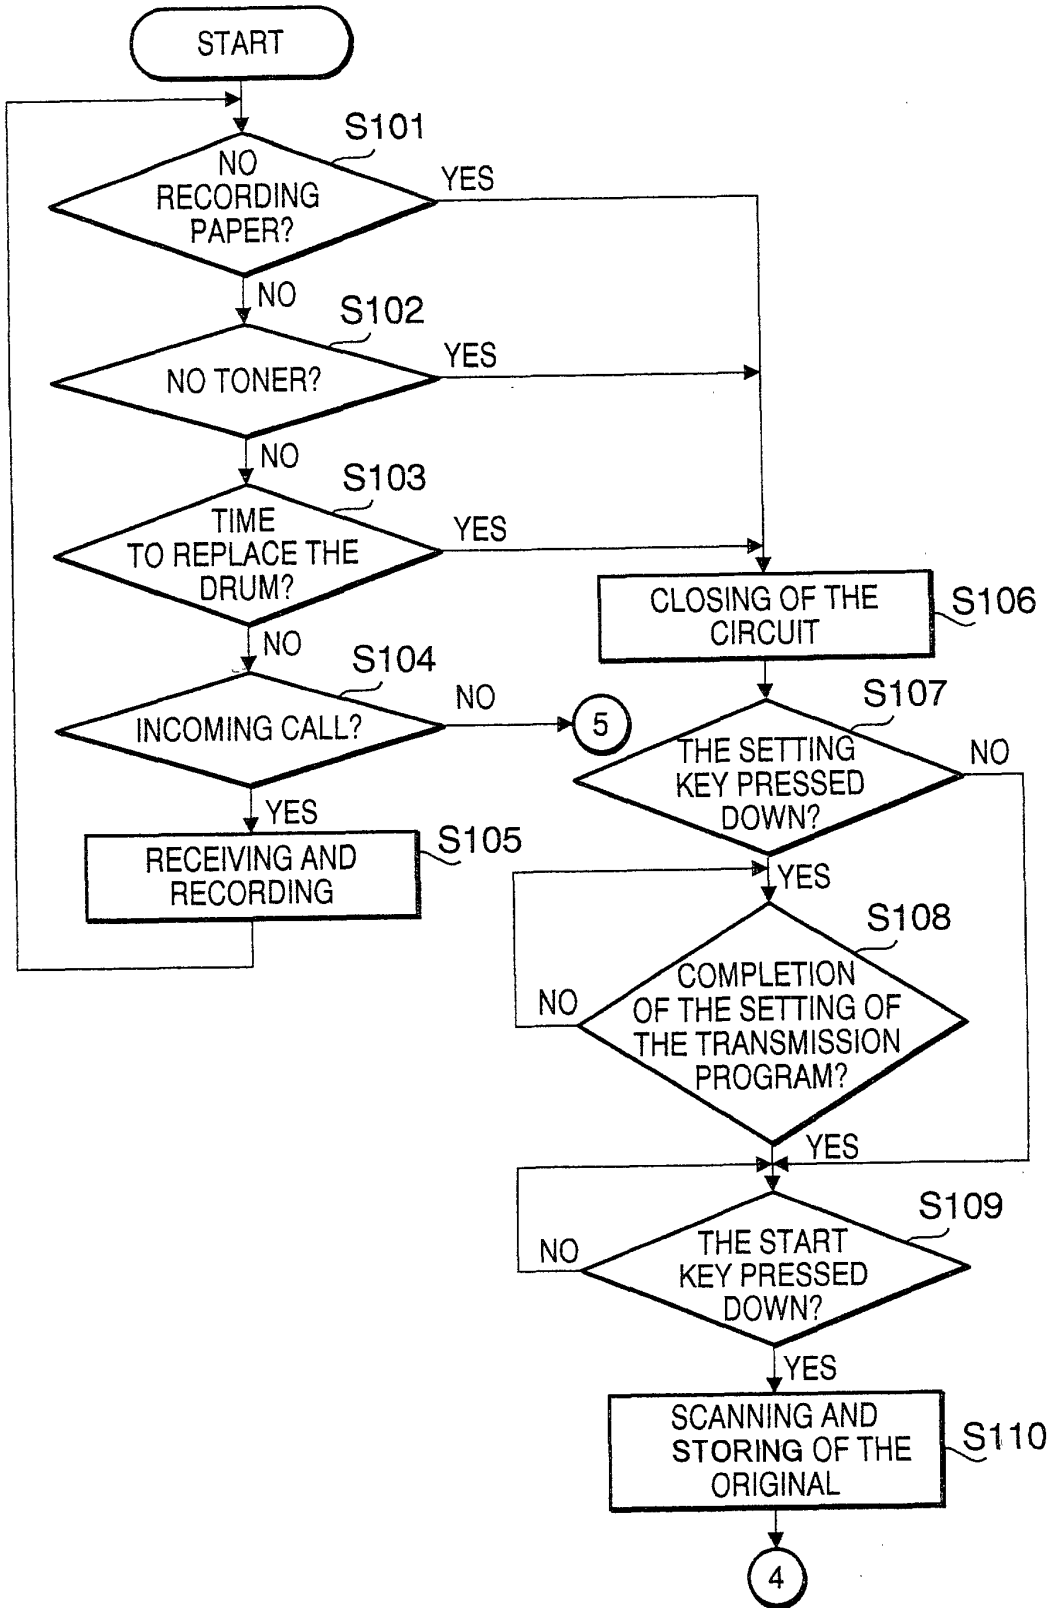 START
S101
NO
RECORDING
PAPER?
YES
NO
S102
NO TONER?
YES
NO
S103
TIME
TO REPLACE THE
DRUM?
YES
NO
S104
INCOMING CALL?
NO
5
YES
S105
RECEIVING AND
RECORDING
CLOSING OF THE
CIRCUIT
S106
S107
THE SETTING
KEY PRESSED
DOWN?
NO
YES
S108
COMPLETION
OF THE SETTING OF
THE TRANSMISSION
PROGRAM?
NO
YES
S109
THE START
KEY PRESSED
DOWN?
NO
YES
SCANNING AND
STORING OF THE
ORIGINAL
S110
4